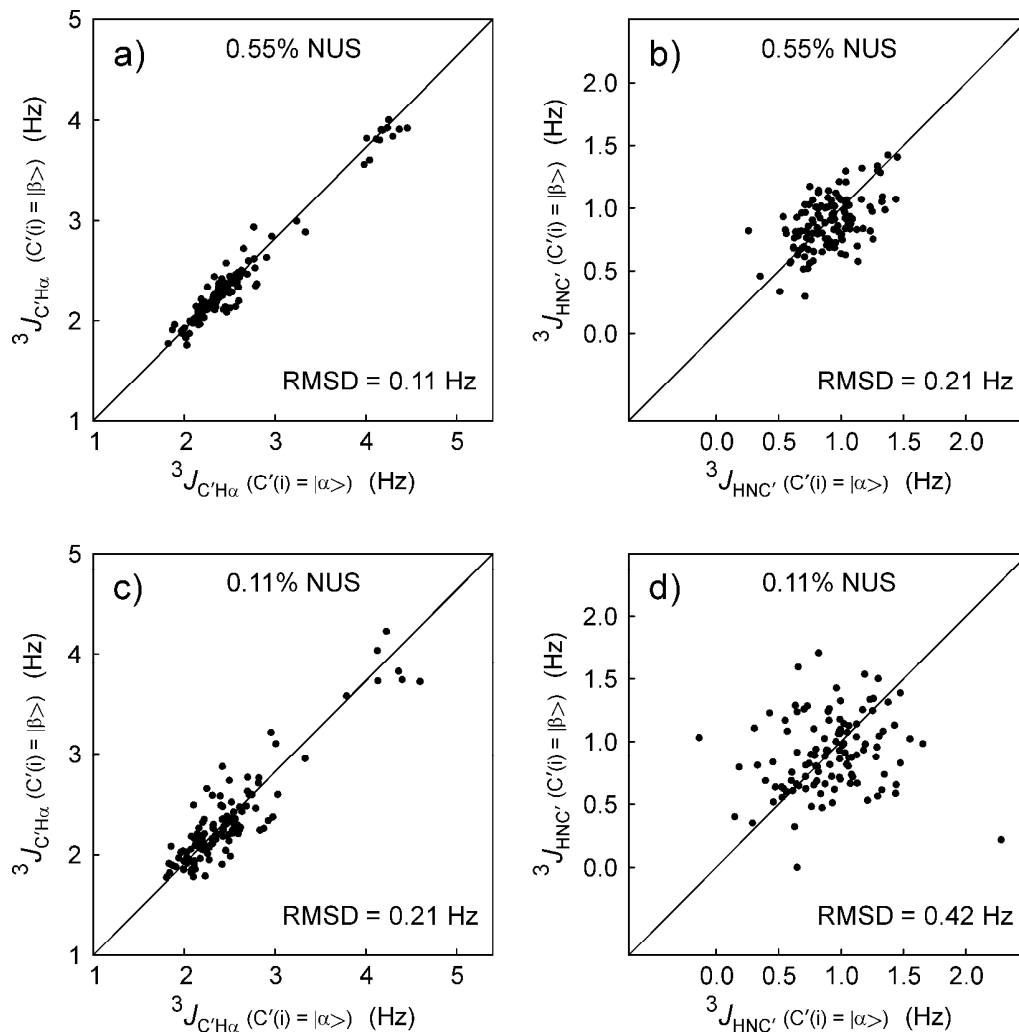 a)
0.55% NUS
5
4
3
2
1
³J_C′Hα (C′(i) = |β>) (Hz)
RMSD = 0.11 Hz
1 2 3 4 5
³J_C′Hα (C′(i) = |α>) (Hz)
b)
0.55% NUS
2.0
1.5
1.0
0.5
0.0
³J_HNC′ (C′(i) = |β>) (Hz)
RMSD = 0.21 Hz
0.0 0.5 1.0 1.5 2.0
³J_HNC′ (C′(i) = |α>) (Hz)
c)
0.11% NUS
5
4
3
2
1
³J_C′Hα (C′(i) = |β>) (Hz)
RMSD = 0.21 Hz
1 2 3 4 5
³J_C′Hα (C′(i) = |α>) (Hz)
d)
0.11% NUS
2.0
1.5
1.0
0.5
0.0
³J_HNC′ (C′(i) = |β>) (Hz)
RMSD = 0.42 Hz
0.0 0.5 1.0 1.5 2.0
³J_HNC′ (C′(i) = |α>) (Hz)